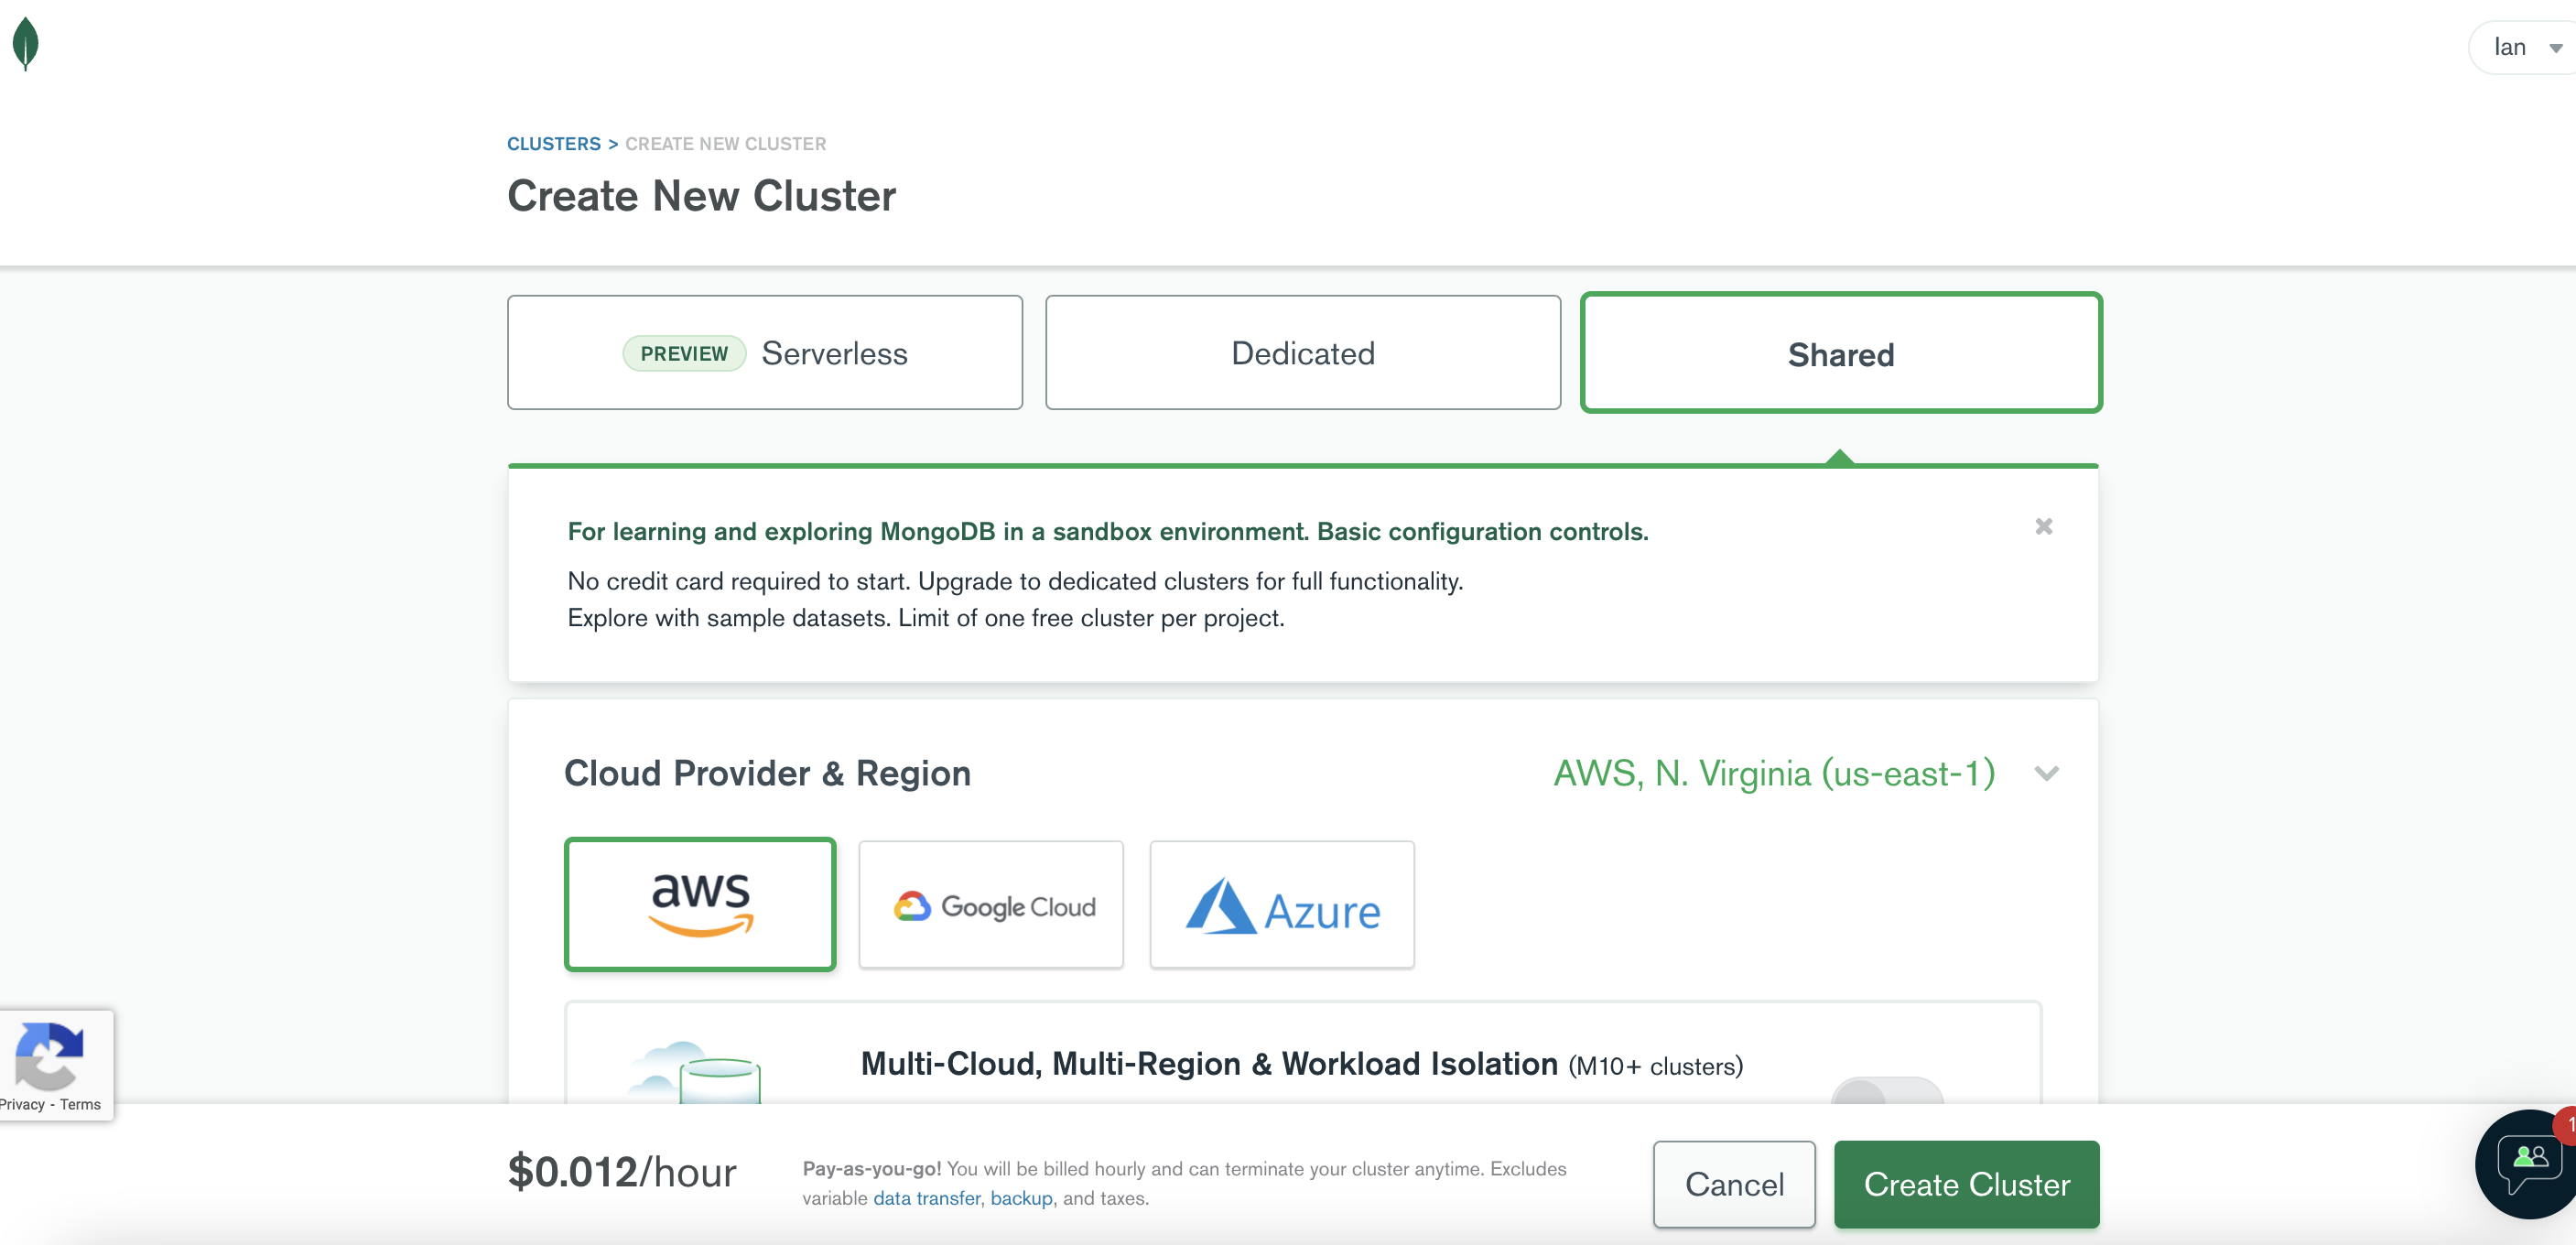 Ian
CLUSTERS > CREATE NEW CLUSTER
Create New Cluster
PREVIEW Serverless
Dedicated
Shared
For learning and exploring MongoDB in a sandbox environment. Basic configuration controls.
No credit card required to start. Upgrade to dedicated clusters for full functionality.
Explore with sample datasets. Limit of one free cluster per project.
Cloud Provider & Region
AWS, N. Virginia (us-east-1)
aws
Google Cloud
Azure
Multi-Cloud, Multi-Region & Workload Isolation (M10+ clusters)
Privacy - Terms
$0.012/hour
Pay-as-you-go! You will be billed hourly and can terminate your cluster anytime. Excludes
variable data transfer, backup, and taxes.
Cancel
Create Cluster
1